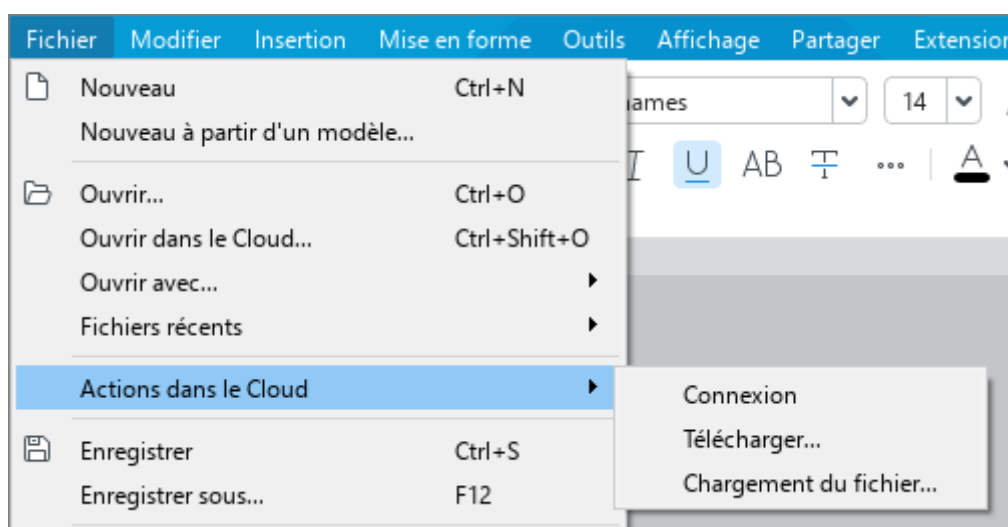 Fichier Modifier Insertion Mise en forme Outils Affichage Partager
Nouveau Ctrl+N
14
Nouveau à partir d'un modèle...
U AB T
A
Ouvrir... Ctrl+O
Ouvrir dans le Cloud... Ctrl+Shift+O
Ouvrir avec...
Fichiers récents
Actions dans le Cloud
Connexion
Télécharger...
Chargement du fichier...
Enregistrer Ctrl+S
Enregistrer sous... F12